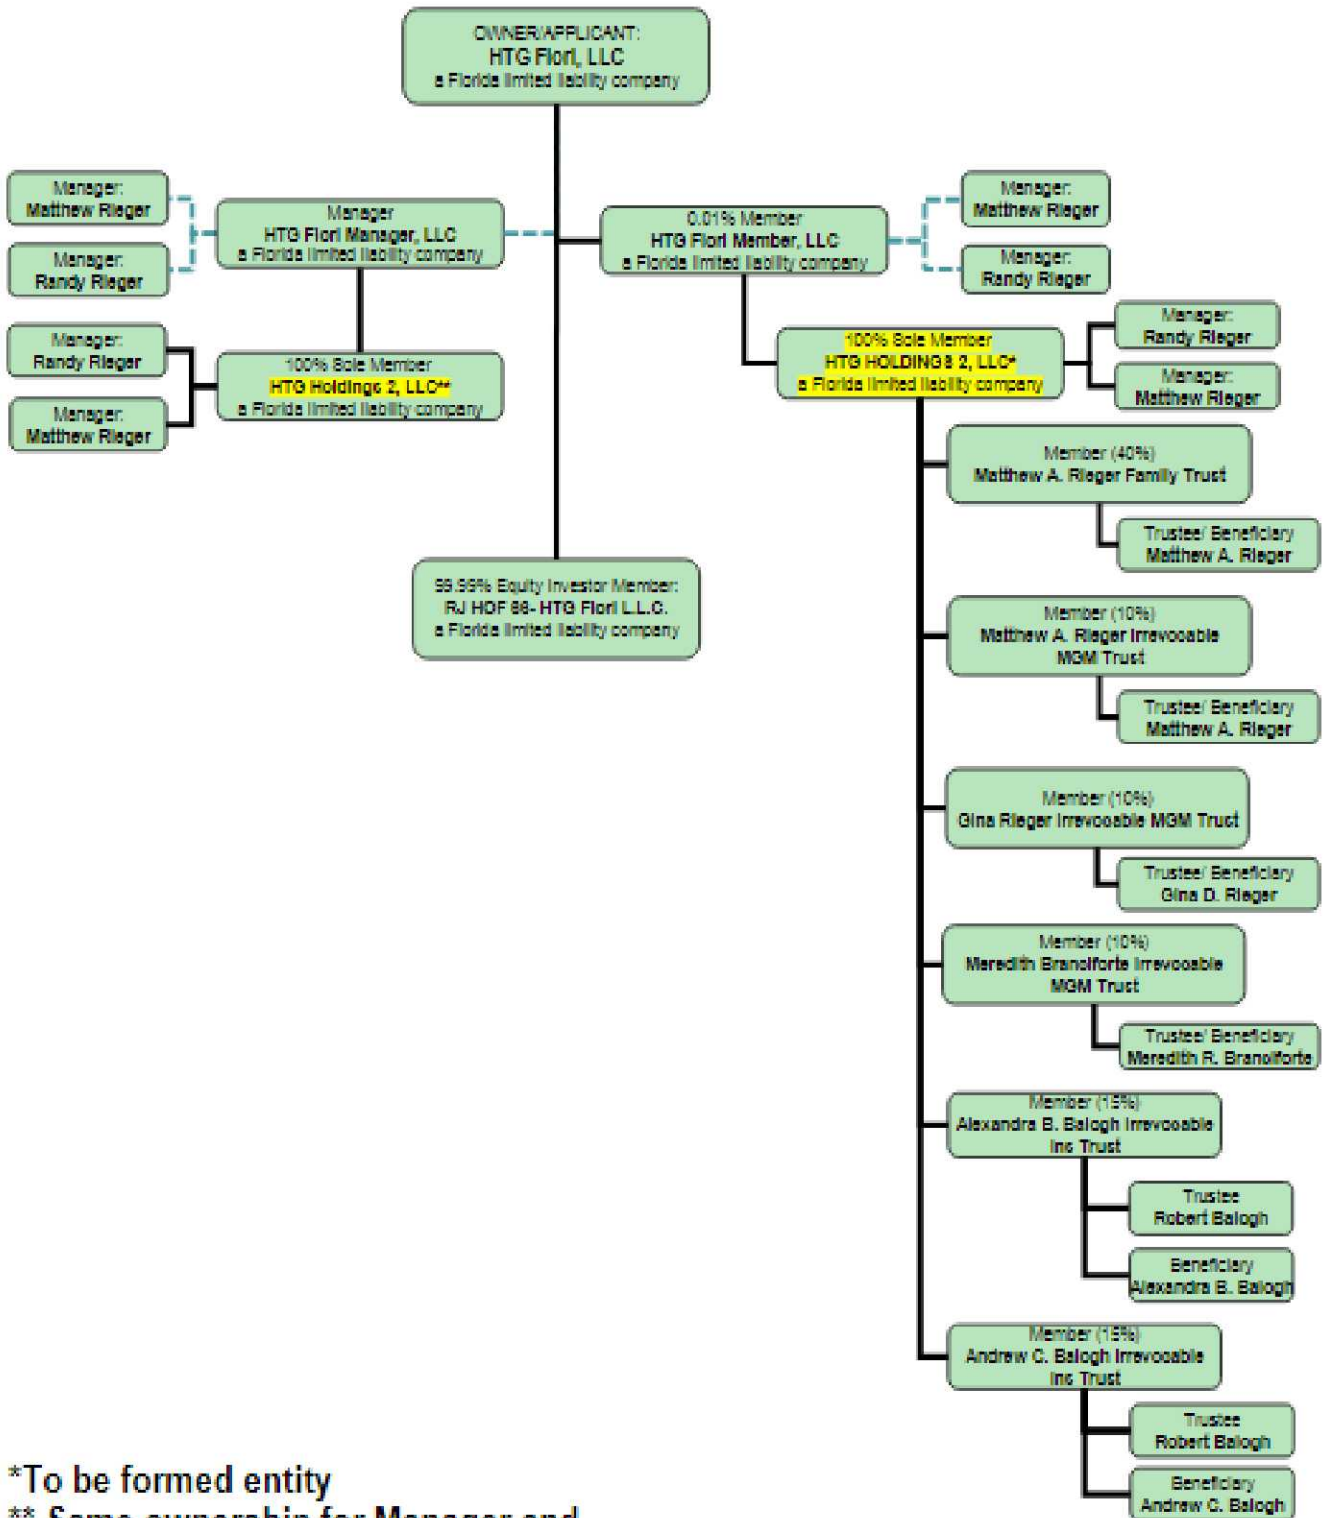 OWNER/APPLICANT:
HTG Fiori, LLC
a Florida limited liability company
Manager:
Matthew Rieger
Manager:
Randy Rieger
Manager
HTG Fiori Manager, LLC
a Florida limited liability company
0.01% Member
HTG Fiori Member, LLC
a Florida limited liability company
Manager:
Matthew Rieger
Manager:
Randy Rieger
Manager:
Randy Rieger
Manager:
Matthew Rieger
100% Sole Member
HTG Holdings 2, LLC**
a Florida limited liability company
100% Sole Member
HTG HOLDINGS 2, LLC*
a Florida limited liability company
Manager:
Randy Rieger
Manager:
Matthew Rieger
Member (40%)
Matthew A. Rieger Family Trust
Trustee/ Beneficiary
Matthew A. Rieger
99.99% Equity Investor Member:
RJ HOF 86- HTG Fiori L.L.C.
a Florida limited liability company
Member (10%)
Matthew A. Rieger Irrevocable
MGM Trust
Trustee/ Beneficiary
Matthew A. Rieger
Member (10%)
Gina Rieger Irrevocable MGM Trust
Trustee/ Beneficiary
Gina D. Rieger
Member (10%)
Meredith Branciforte Irrevocable
MGM Trust
Trustee/ Beneficiary
Meredith R. Branciforte
Member (15%)
Alexandra B. Balogh Irrevocable
Ins Trust
Trustee
Robert Balogh
Beneficiary
Alexandra B. Balogh
Member (15%)
Andrew C. Balogh Irrevocable
Ins Trust
Trustee
Robert Balogh
Beneficiary
Andrew C. Balogh
*To be formed entity
** Same ownership for Manager and